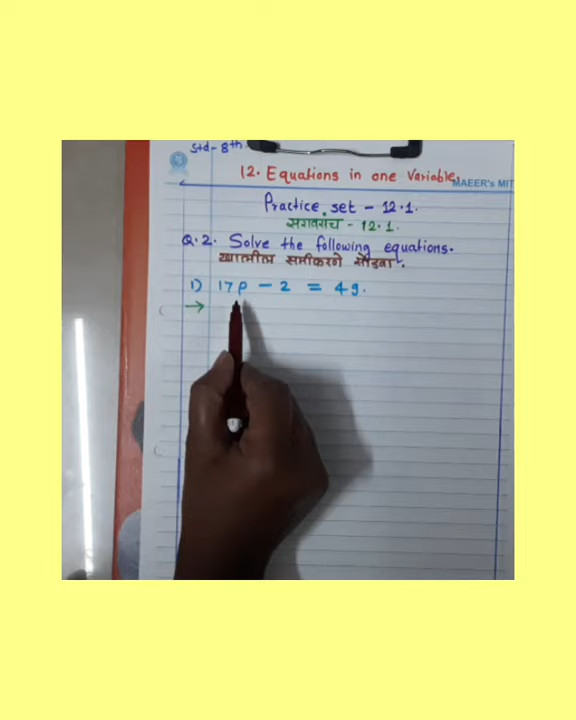 Std-8th
12. Equations in one Variable.
MAEER's MIT
Practice set - 12.1.
सरावसंच - 12.1.
Q.2. Solve the following equations.
खालील समीकरणे सोडवा.
1) 17p - 2 = 49.
→